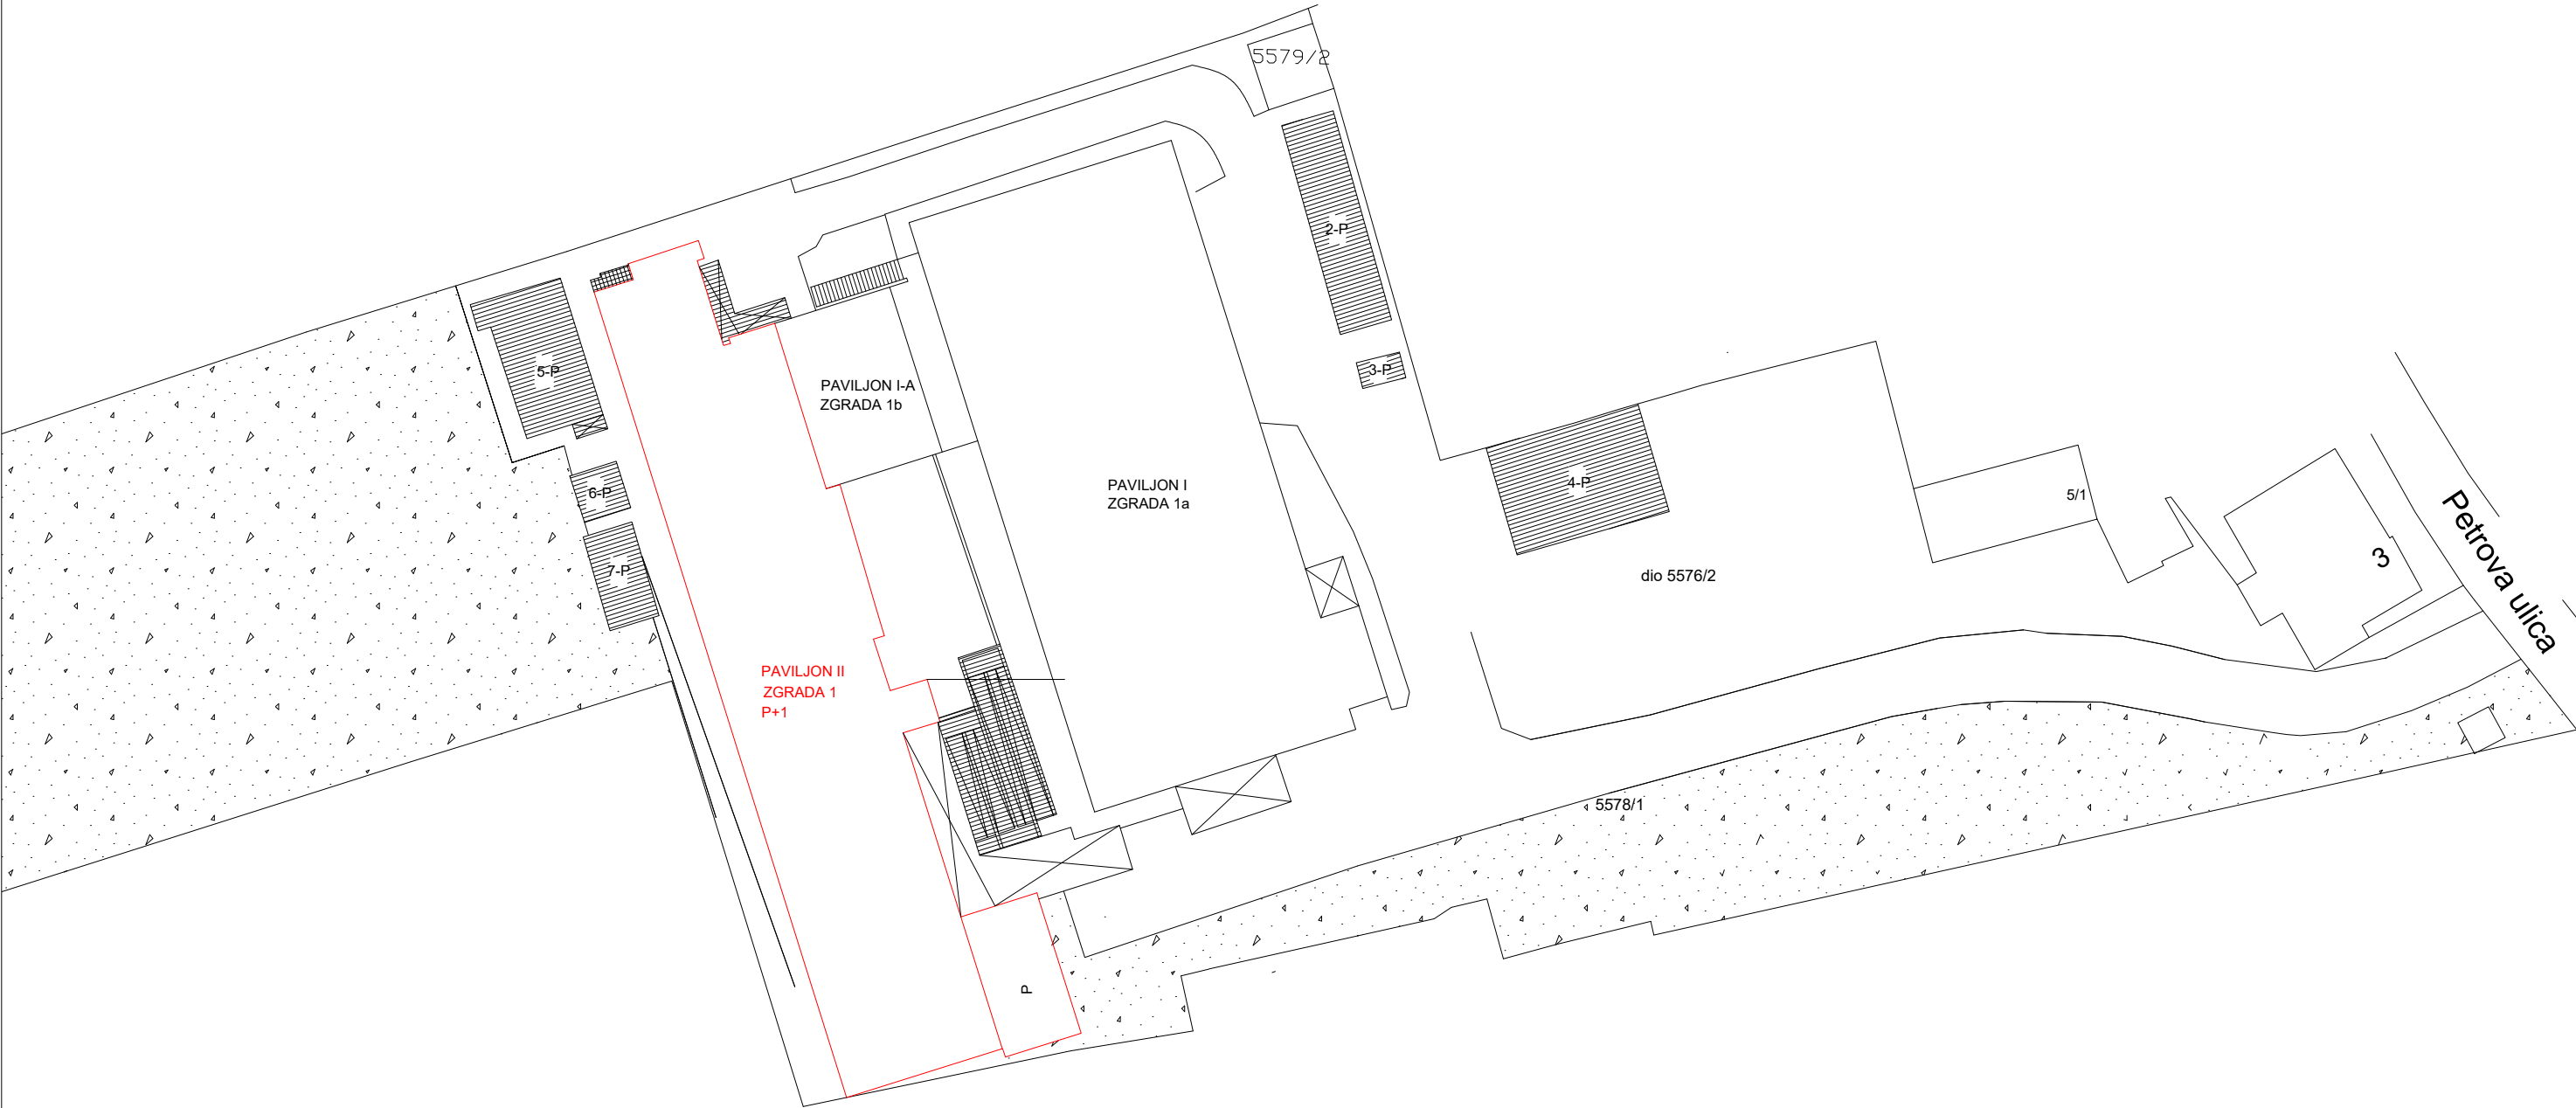 5579/2
2-P
3-P
5-P
PAVILJON I-A
ZGRADA 1b
PAVILJON I
ZGRADA 1a
4-P
6-P
7-P
5/1
3
Petrova ulica
dio 5576/2
PAVILJON II
ZGRADA 1
P+1
5578/1
P